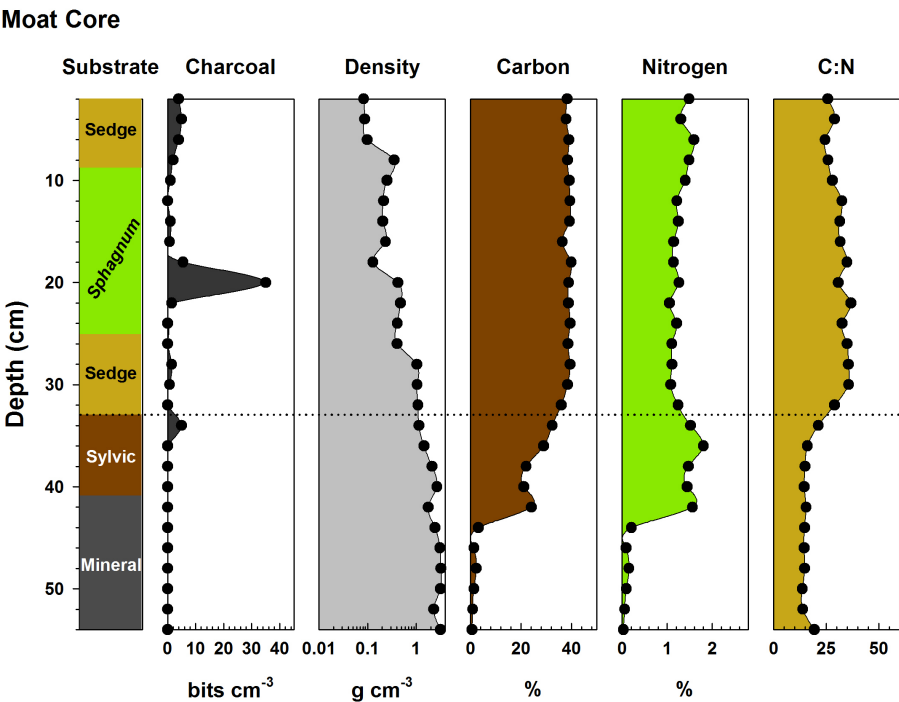 Moat Core
Substrate Charcoal Density Carbon Nitrogen C:N
Sedge
10
Sphagnum
20
Sedge
30
Sylvic
40
Mineral
50
Depth (cm)
0 10 20 30 40 0.01 0.1 1 0 20 40 0 1 2 0 25 50
bits cm⁻³ g cm⁻³ % %